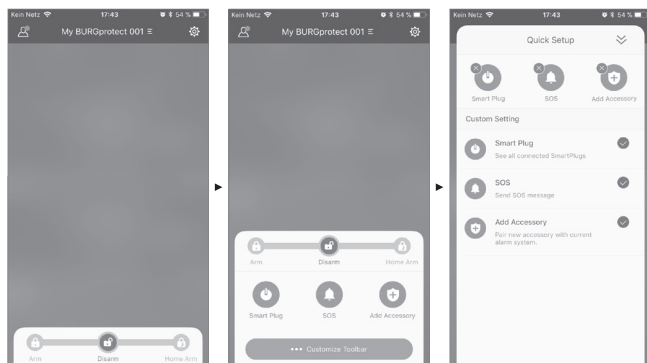 Kein Netz 17:43 54 %
My BURGprotect 001
Arm Disarm Home Arm
Kein Netz 17:43 54 %
My BURGprotect 001
Arm Disarm Home Arm
Smart Plug SOS Add Accessory
••• Customize Toolbar
Kein Netz 17:43 54 %
Quick Setup
Smart Plug SOS Add Accessory
Custom Setting
Smart Plug
See all connected SmartPlugs
SOS
Send SOS message
Add Accessory
Pair new accessory with current
alarm system.